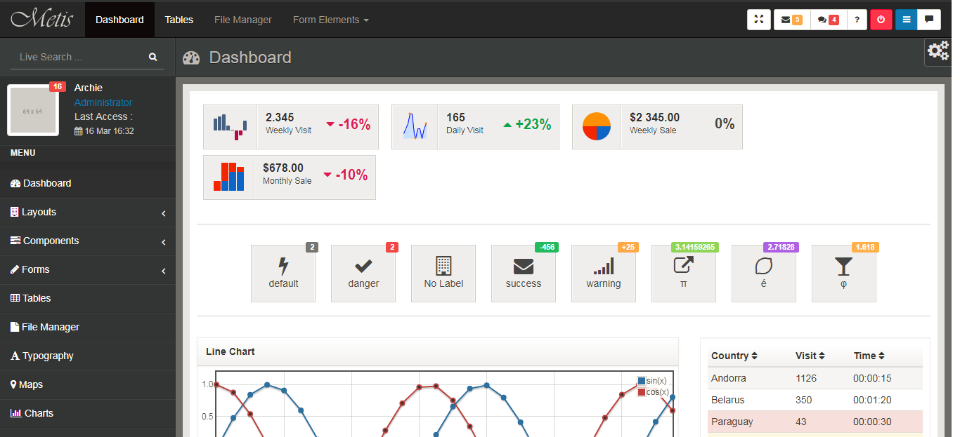 Metis
Dashboard
Tables
File Manager
Form Elements
5
4
?
Live Search ...
Dashboard
16
64 x 64
Archie
Administrator
Last Access :
16 Mar 16:32
MENU
Dashboard
Layouts
Components
Forms
Tables
File Manager
Typography
Maps
Charts
2.345
Weekly Visit
-16%
165
Daily Visit
+23%
$2 345.00
Weekly Sale
0%
$678.00
Monthly Sale
-10%
2
default
2
danger
No Label
-456
success
+25
warning
3.14159265
π
2.71828
é
1.618
φ
Line Chart
1.0
0.5
sin(x)
cos(x)
Country Visit Time
Andorra 1126 00:00:15
Belarus 350 00:01:20
Paraguay 43 00:00:30